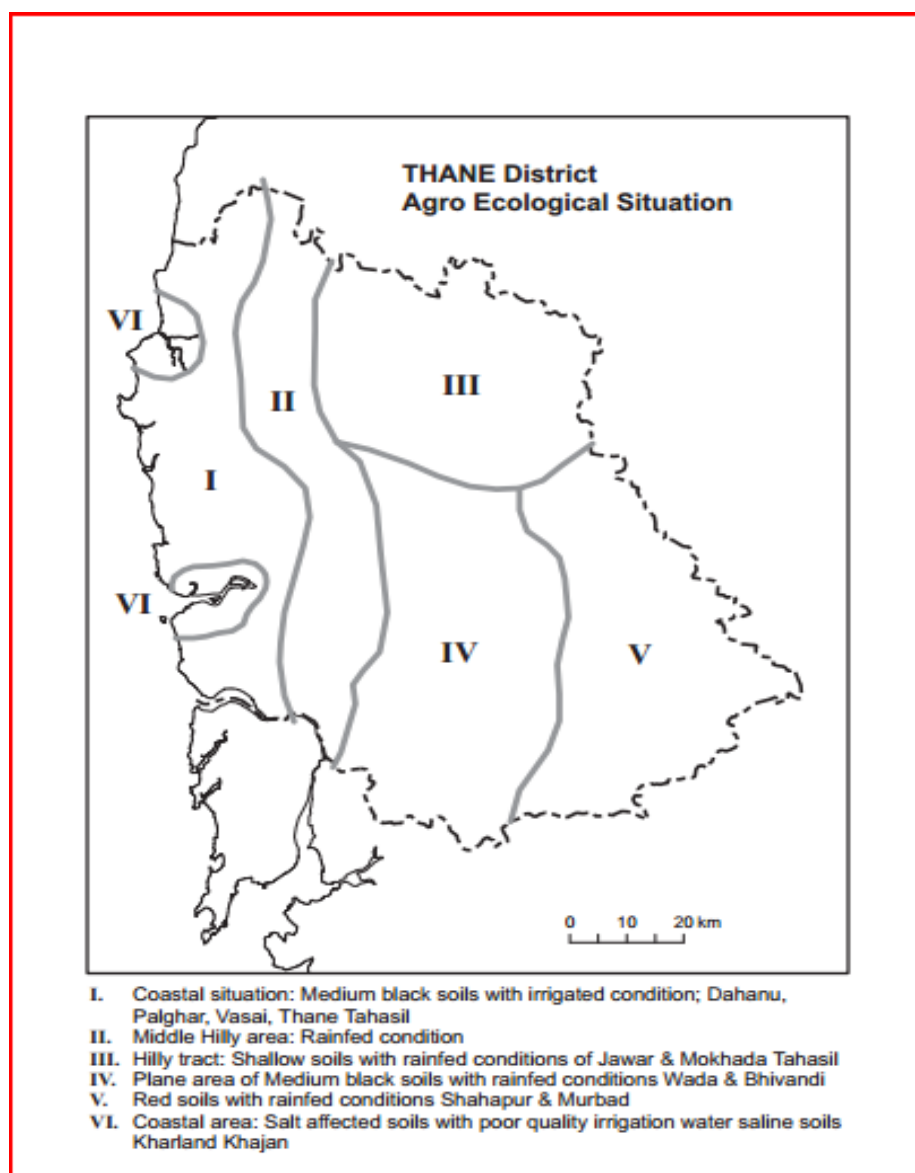 THANE District
Agro Ecological Situation
VI
II
III
I
VI
IV
V
0 10 20 km
I. Coastal situation: Medium black soils with irrigated condition; Dahanu,
Palghar, Vasai, Thane Tahasil
II. Middle Hilly area: Rainfed condition
III. Hilly tract: Shallow soils with rainfed conditions of Jawar & Mokhada Tahasil
IV. Plane area of Medium black soils with rainfed conditions Wada & Bhivandi
V. Red soils with rainfed conditions Shahapur & Murbad
VI. Coastal area: Salt affected soils with poor quality irrigation water saline soils
Kharland Khajan